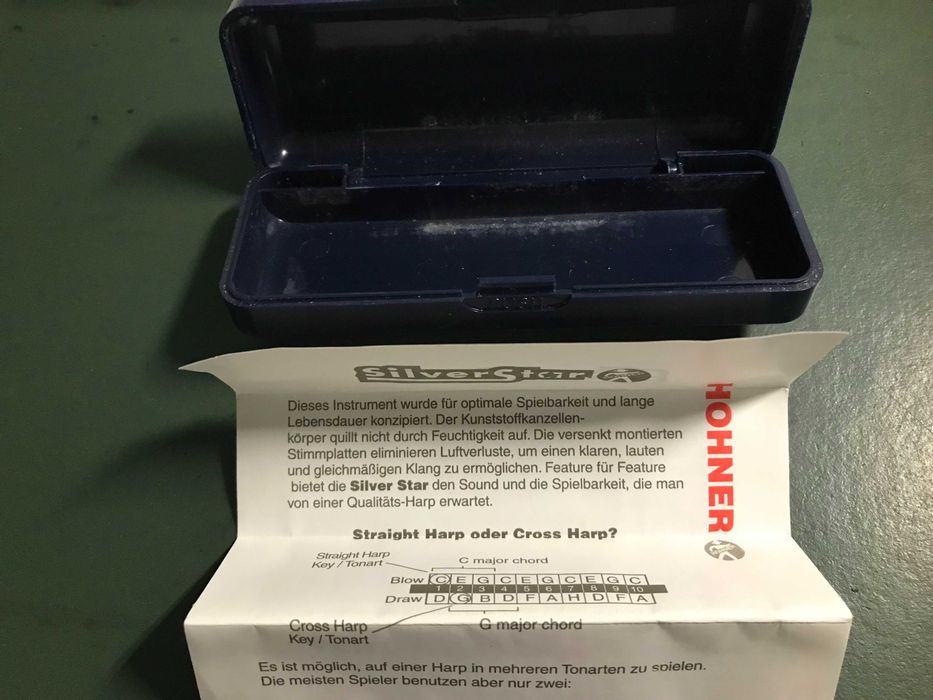 SilverStar
Dieses Instrument wurde für optimale Spielbarkeit und lange
Lebensdauer konzipiert. Der Kunststoffkanzellen-
körper quillt nicht durch Feuchtigkeit auf. Die versenkt montierten
Stimmplatten eliminieren Luftverluste, um einen klaren, lauten
und gleichmäßigen Klang zu ermöglichen. Feature für Feature
bietet die Silver Star den Sound und die Spielbarkeit, die man
von einer Qualitäts-Harp erwartet.
HOHNER
Straight Harp oder Cross Harp?
Straight Harp
Key / Tonart
C major chord
Blow C E G C E G C E G C
1 2 3 4 5 6 7 8 9 10
Draw D G B D F A H D F A
Cross Harp
Key / Tonart
G major chord
Es ist möglich, auf einer Harp in mehreren Tonarten zu spielen.
Die meisten Spieler benutzen aber nur zwei: